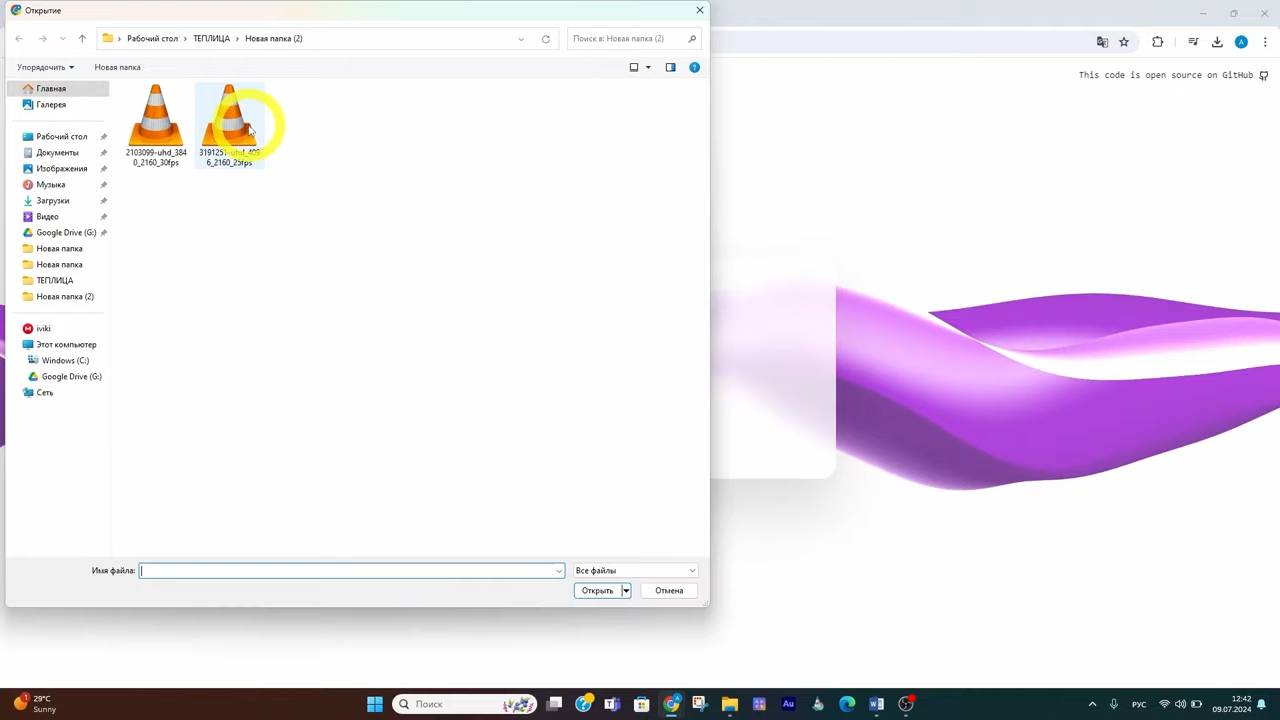 Открытие
Рабочий стол > ТЕПЛИЦА > Новая папка (2)
Поиск в: Новая папка (2)
This code is open source on GitHub
Упорядочить
Новая папка
Главная
Галерея
Рабочий стол
Документы
Изображения
Музыка
Загрузки
Видео
Google Drive (G:)
Новая папка
Новая папка
ТЕПЛИЦА
Новая папка (2)
iviki
Этот компьютер
Windows (C:)
Google Drive (G:)
Сеть
2103099-uhd_384
0_2160_30fps
3191251-uhd_409
6_2160_25fps
Имя файла:
Все файлы
Открыть
Отмена
29°C
Sunny
Поиск
РУС
12:42
09.07.2024